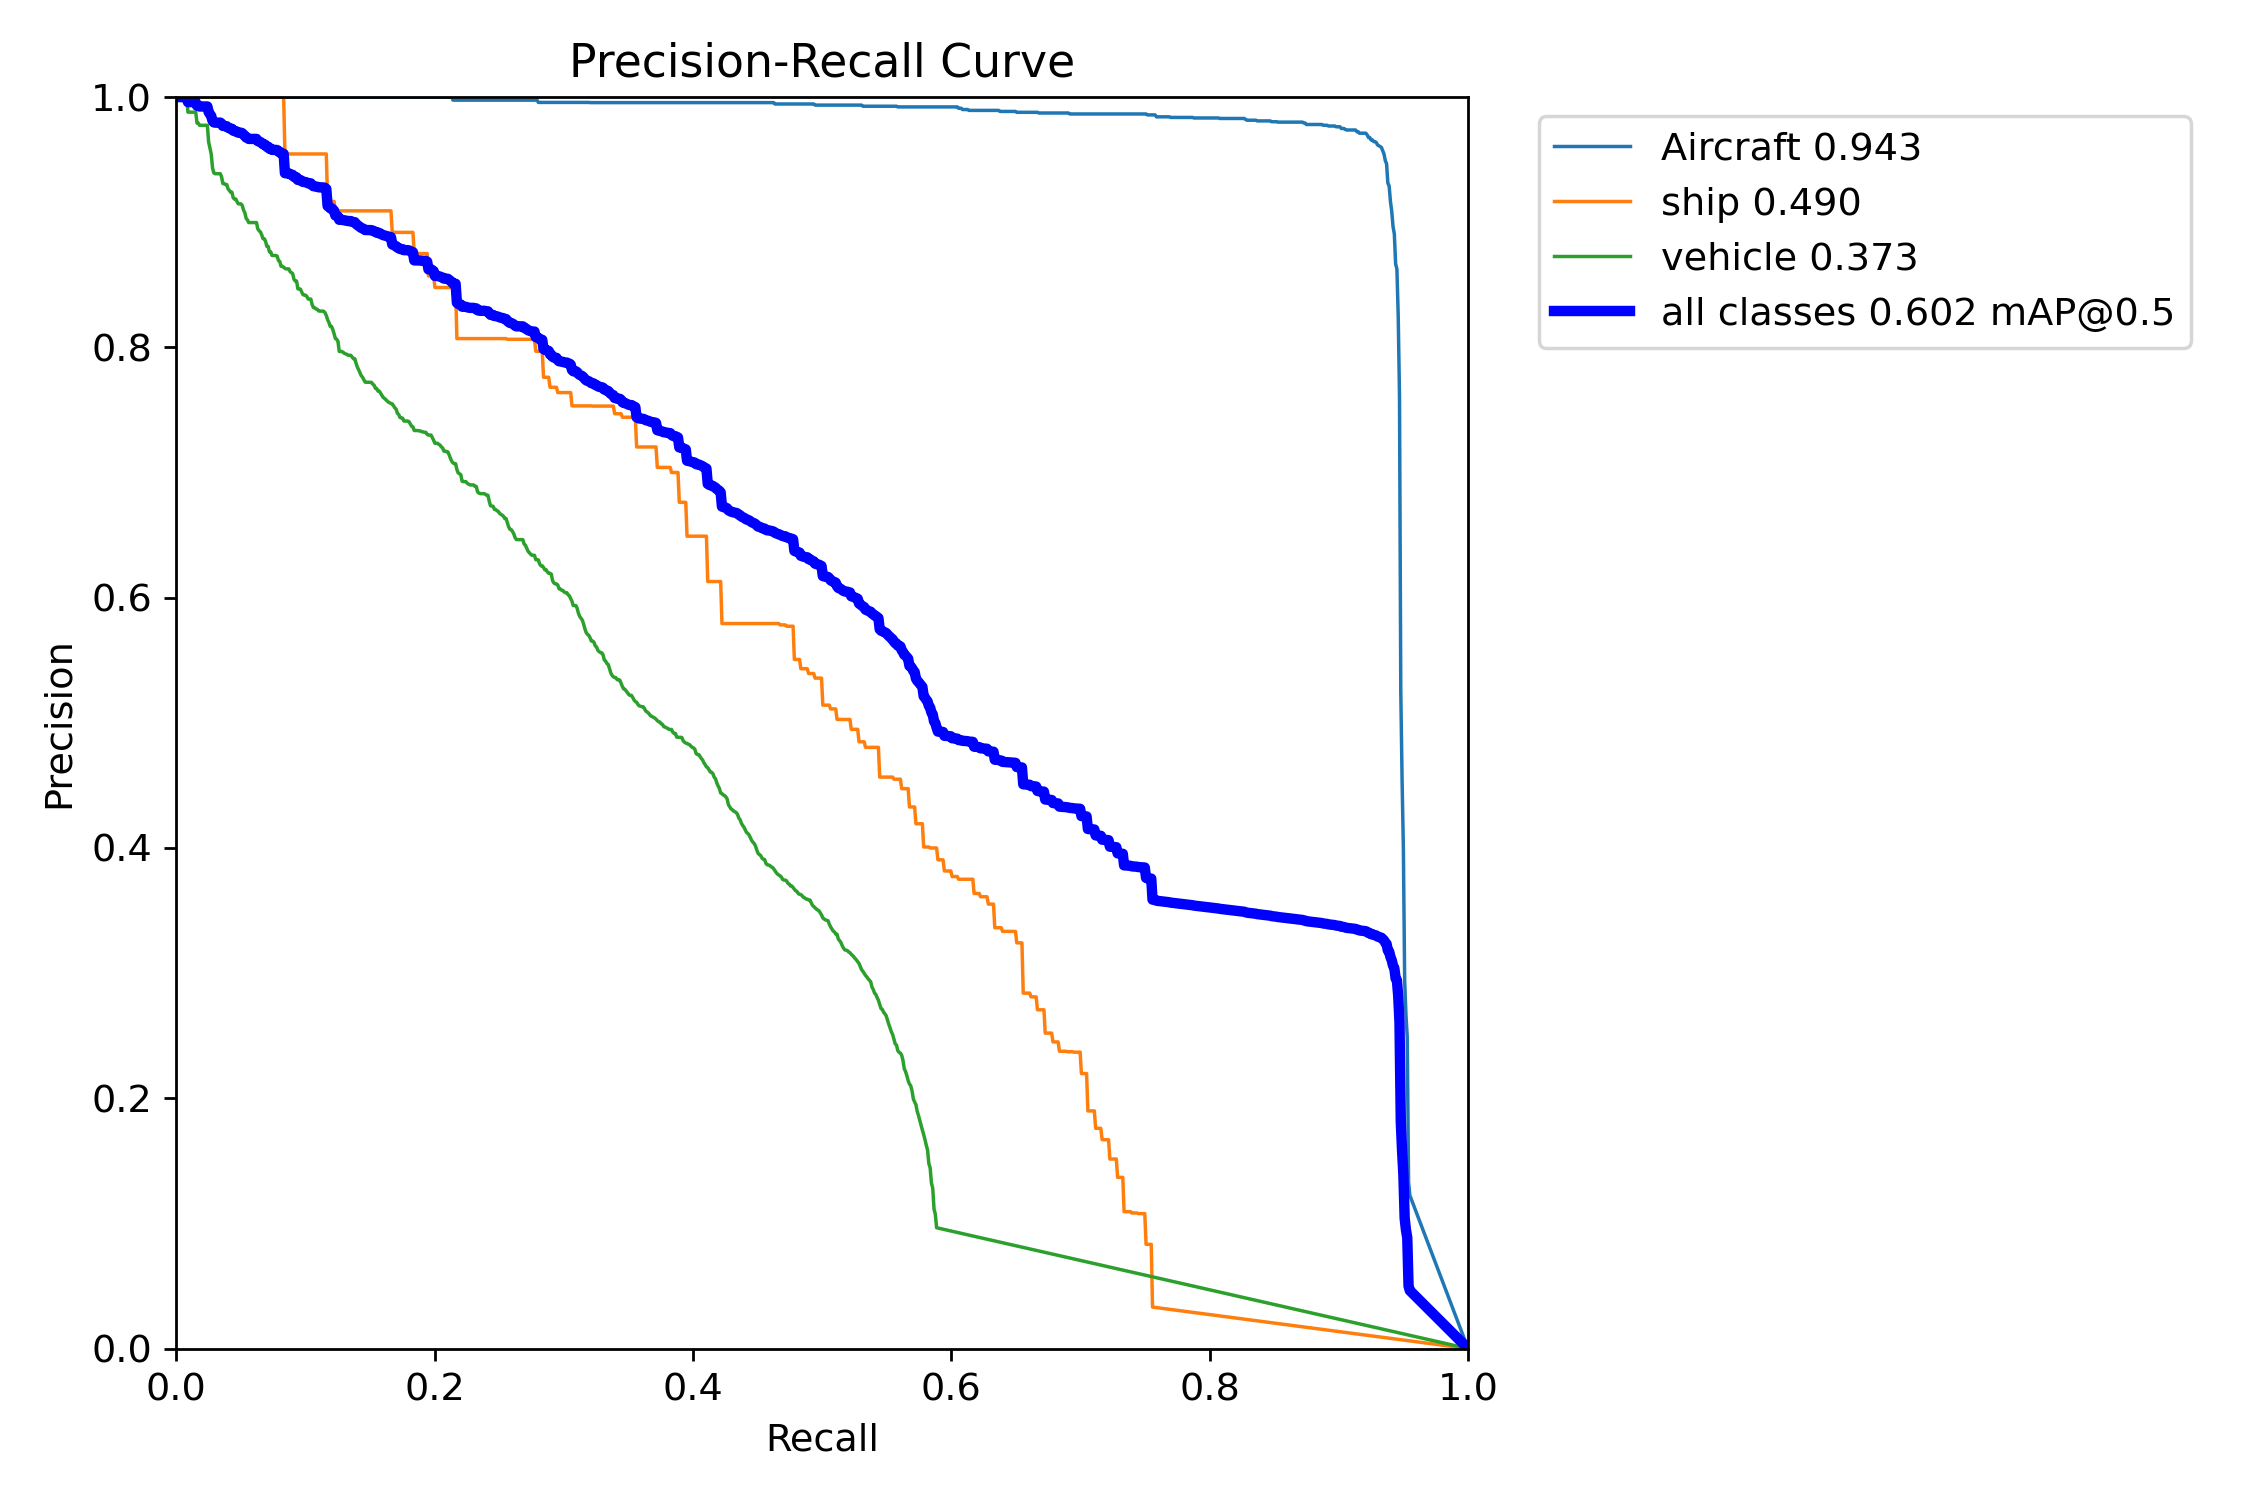 Precision-Recall Curve
1.0
0.8
0.6
0.4
0.2
0.0
Precision
0.0 0.2 0.4 0.6 0.8 1.0
Recall
Aircraft 0.943
ship 0.490
vehicle 0.373
all classes 0.602 mAP@0.5